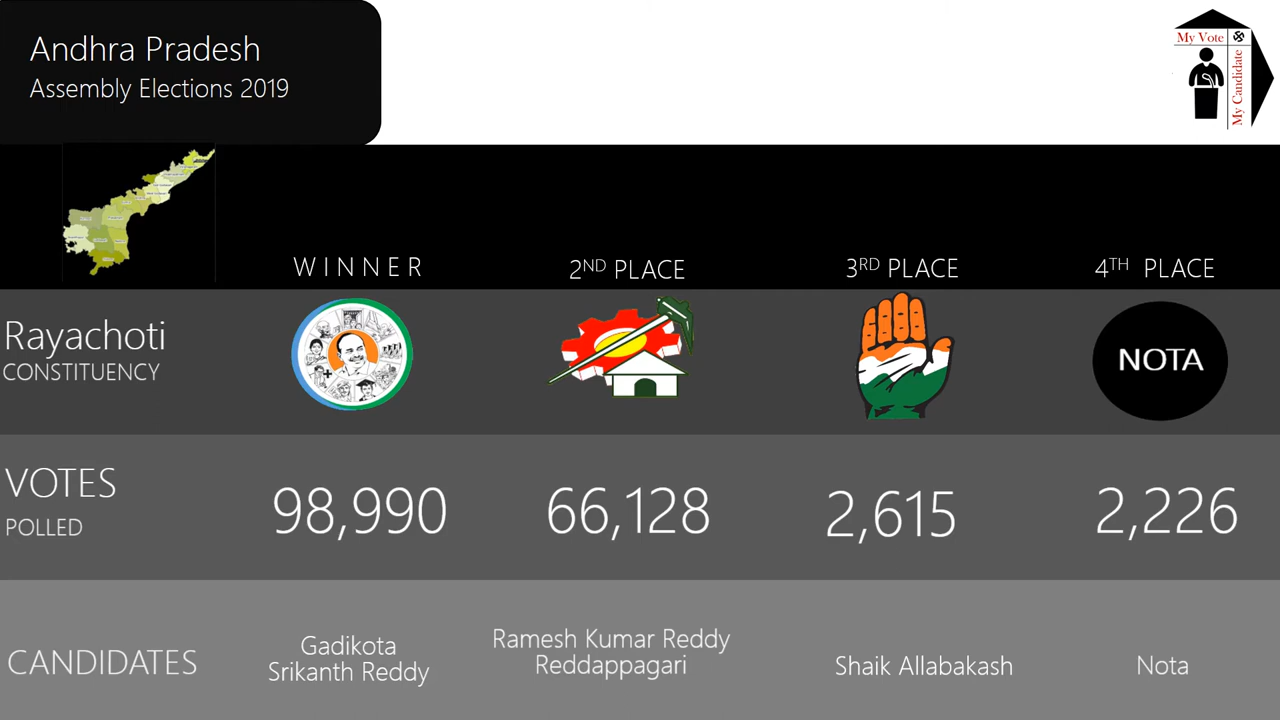 Andhra Pradesh
Assembly Elections 2019
My Vote
My Candidate
WINNER
2ND PLACE
3RD PLACE
4TH PLACE
Rayachoti
CONSTITUENCY
NOTA
VOTES
POLLED
98,990
66,128
2,615
2,226
CANDIDATES
Gadikota
Srikanth Reddy
Ramesh Kumar Reddy
Reddappagari
Shaik Allabakash
Nota